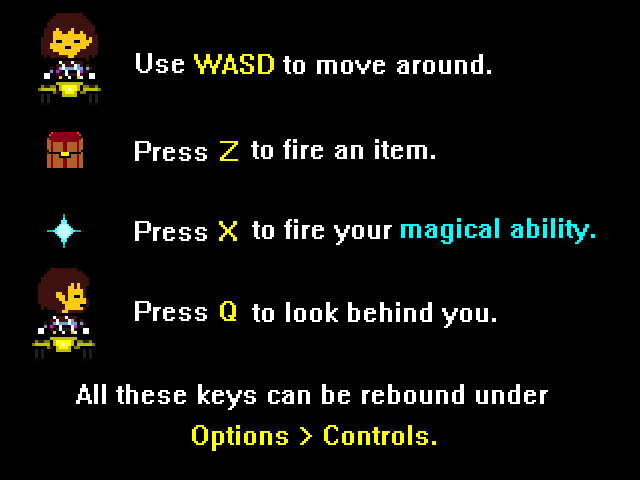 Use WASD to move around.
Press Z to fire an item.
Press X to fire your magical ability.
Press Q to look behind you.
All these keys can be rebound under
Options > Controls.